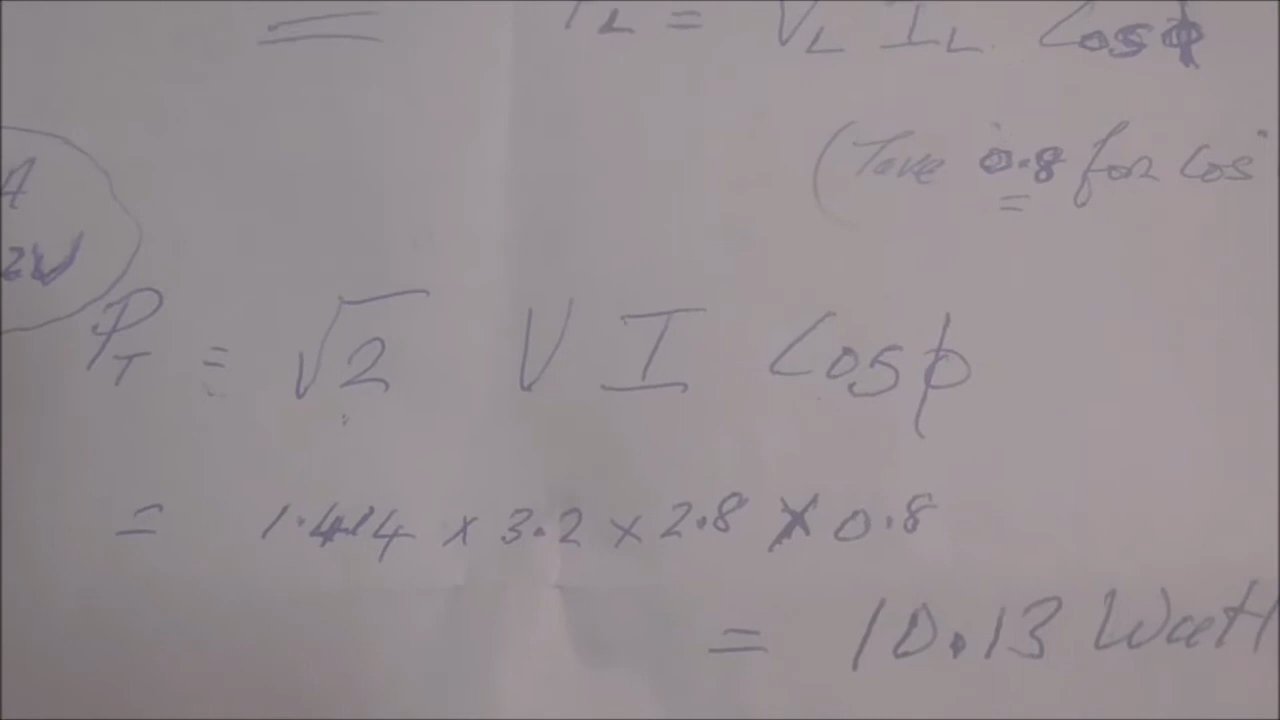 P_L = V_L I_L Cosϕ
(Take 0.8 for Cos
A
2V
P_T = √2 V I Cosϕ
= 1.414 x 3.2 x 2.8 x 0.8
= 10.13 Watt